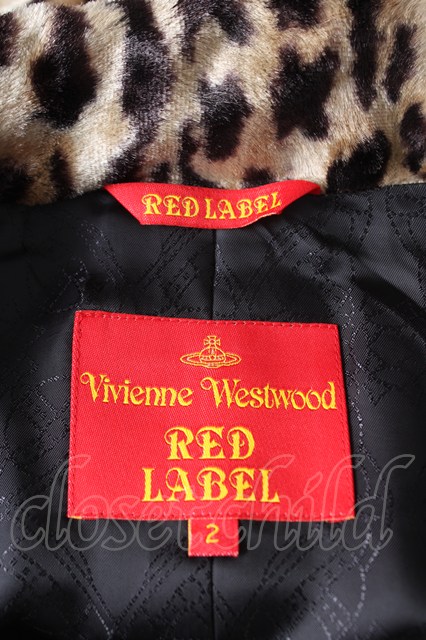 RED LABEL
Vivienne Westwood
RED
LABEL
2
closetchild